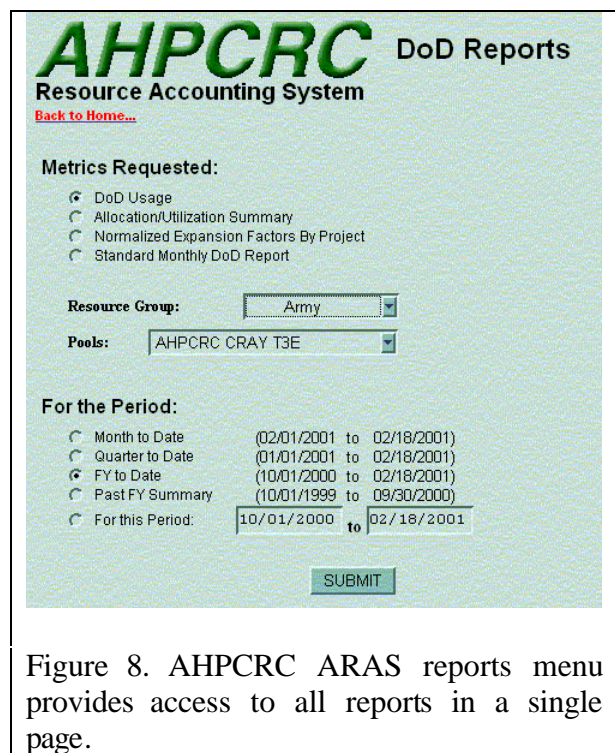 AHPCRC DoD Reports
Resource Accounting System
Back to Home...
Metrics Requested:
DoD Usage
Allocation/Utilization Summary
Normalized Expansion Factors By Project
Standard Monthly DoD Report
Resource Group: Army
Pools: AHPCRC CRAY T3E
For the Period:
Month to Date (02/01/2001 to 02/18/2001)
Quarter to Date (01/01/2001 to 02/18/2001)
FY to Date (10/01/2000 to 02/18/2001)
Past FY Summary (10/01/1999 to 09/30/2000)
For this Period: 10/01/2000 to 02/18/2001
SUBMIT
Figure 8. AHPCRC ARAS reports menu
provides access to all reports in a single
page.